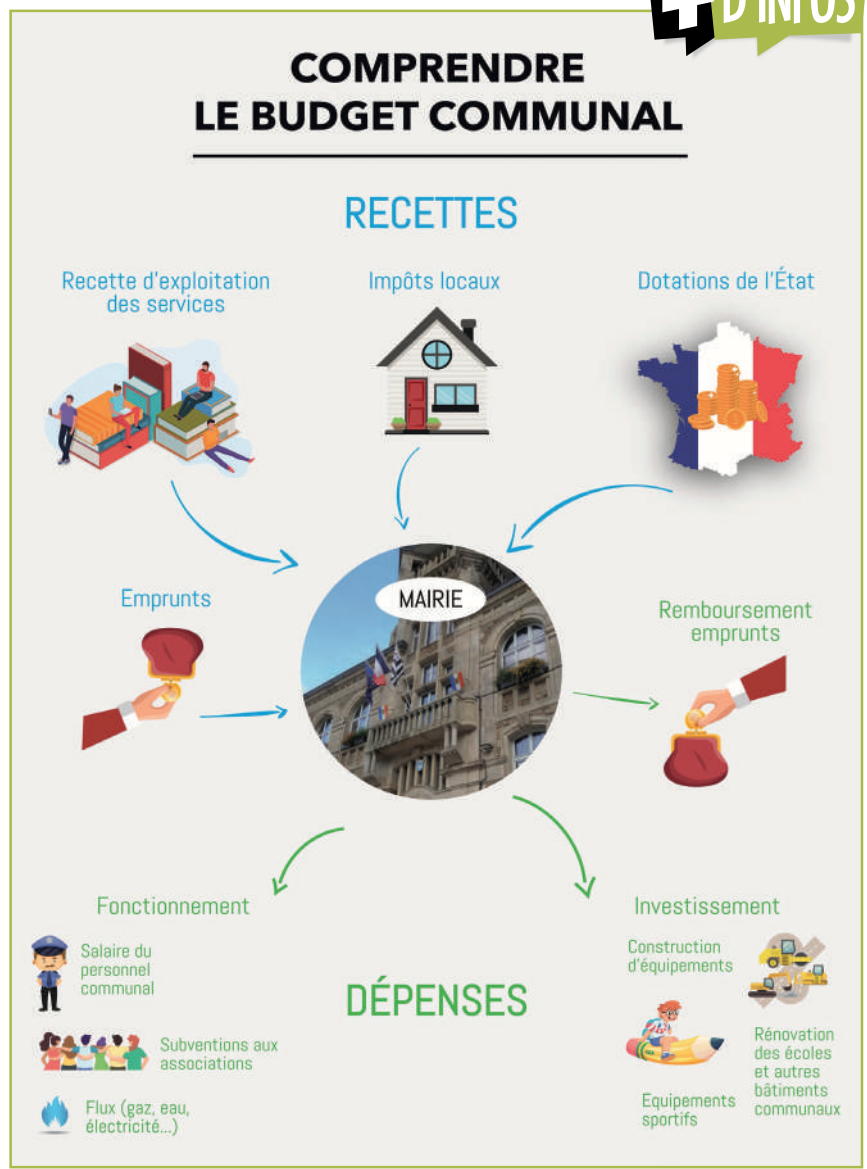 D'INFOS
COMPRENDRE
LE BUDGET COMMUNAL
RECETTES
Recette d'exploitation
des services
Impôts locaux
Dotations de l'État
Emprunts
MAIRIE
Remboursement
emprunts
Fonctionnement
Salaire du
personnel
communal
Subventions aux
associations
Flux (gaz, eau,
électricité...)
DÉPENSES
Investissement
Construction
d'équipements
Rénovation
des écoles
et autres
bâtiments
communaux
Equipements
sportifs